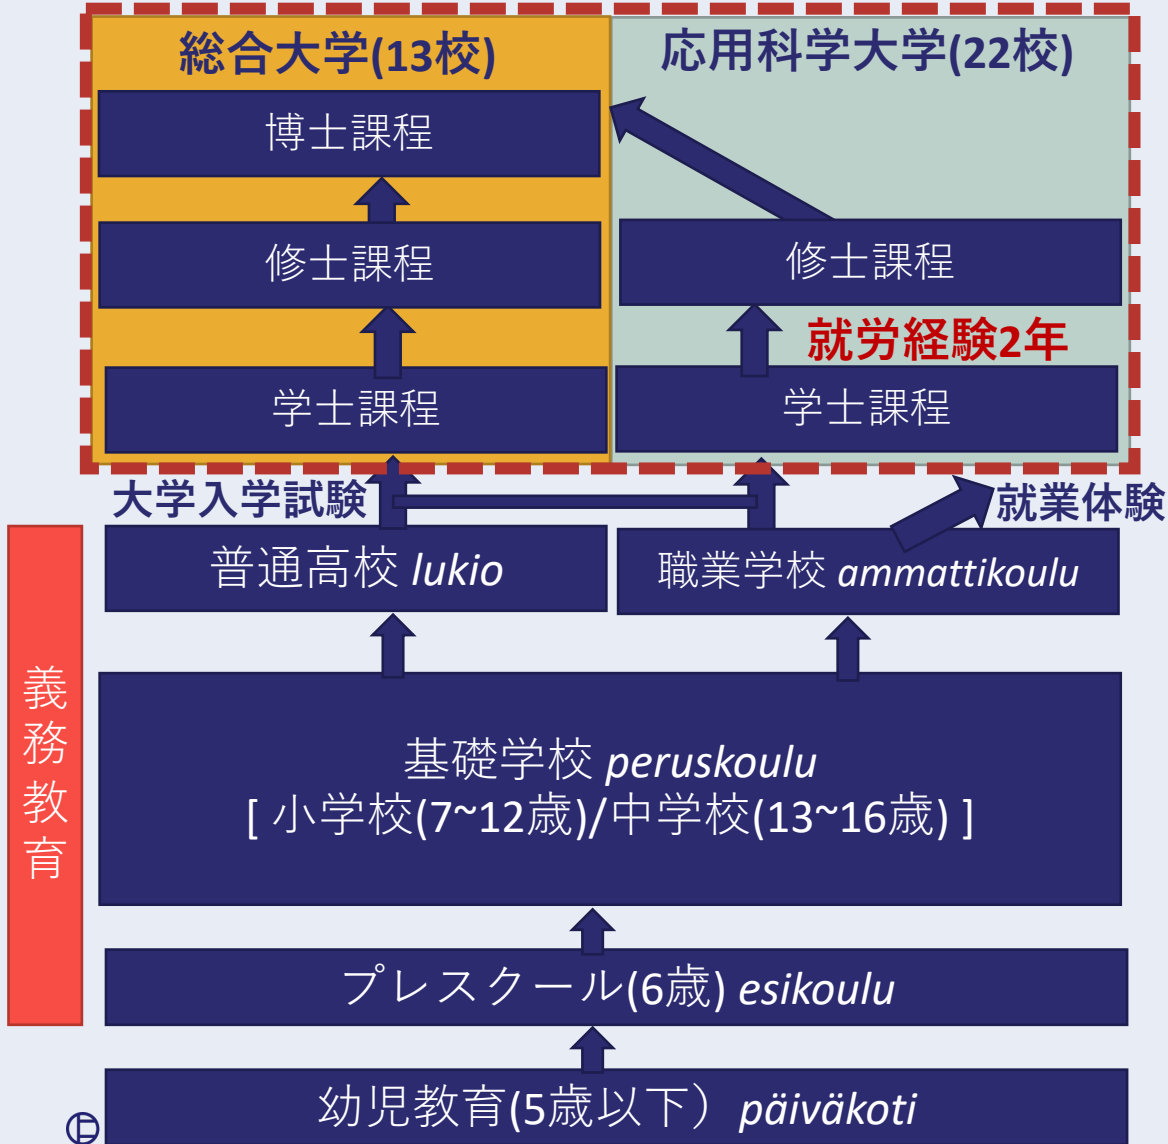 総合大学(13校)
応用科学大学(22校)
博士課程
修士課程
修士課程
就労経験2年
学士課程
学士課程
大学入学試験
就業体験
普通高校 lukio
職業学校 ammattikoulu
義務教育
基礎学校 peruskoulu
[ 小学校(7~12歳)/中学校(13~16歳) ]
プレスクール(6歳) esikoulu
幼児教育(5歳以下） päiväkoti